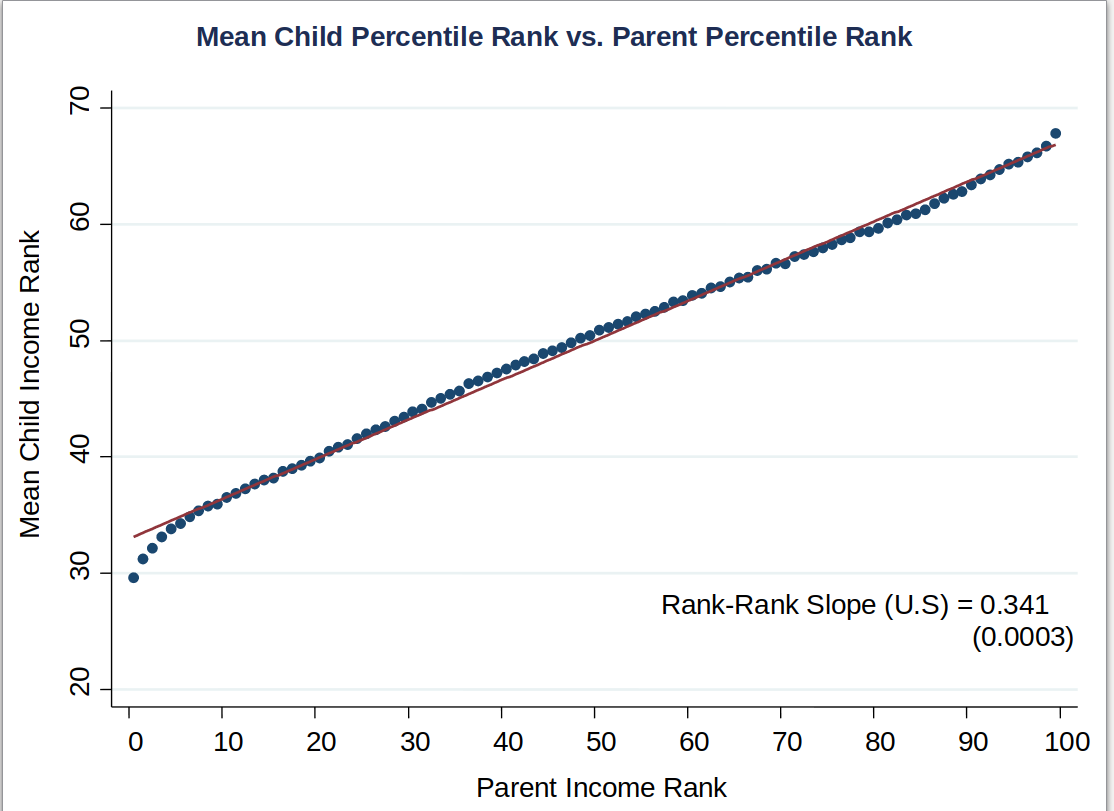 Mean Child Percentile Rank vs. Parent Percentile Rank
70
60
50
40
30
20
Mean Child Income Rank
Rank-Rank Slope (U.S) = 0.341
(0.0003)
0 10 20 30 40 50 60 70 80 90 100
Parent Income Rank